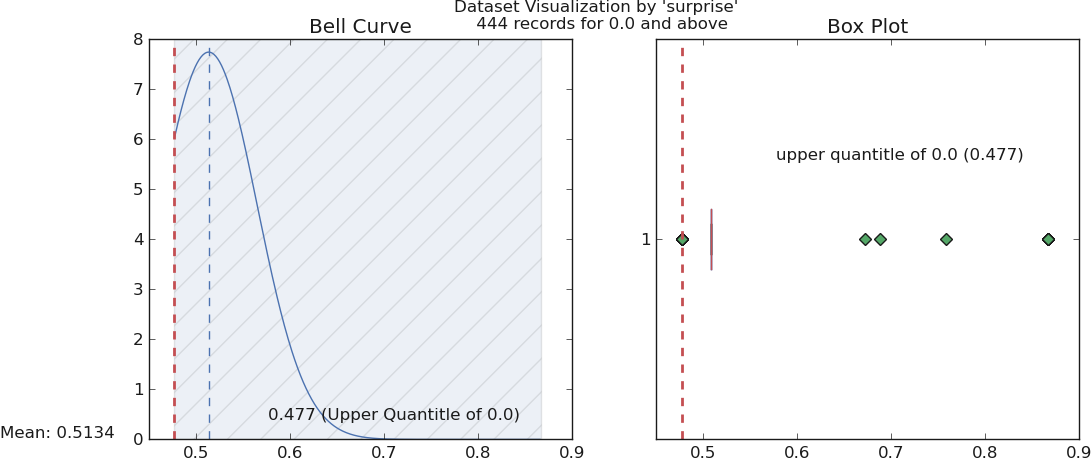 Dataset Visualization by 'surprise'
444 records for 0.0 and above
Bell Curve
8
7
6
5
4
3
2
1
0
0.5
0.6
0.7
0.8
0.9
0.477 (Upper Quantitle of 0.0)
Mean: 0.5134
Box Plot
upper quantitle of 0.0 (0.477)
1
0.5
0.6
0.7
0.8
0.9